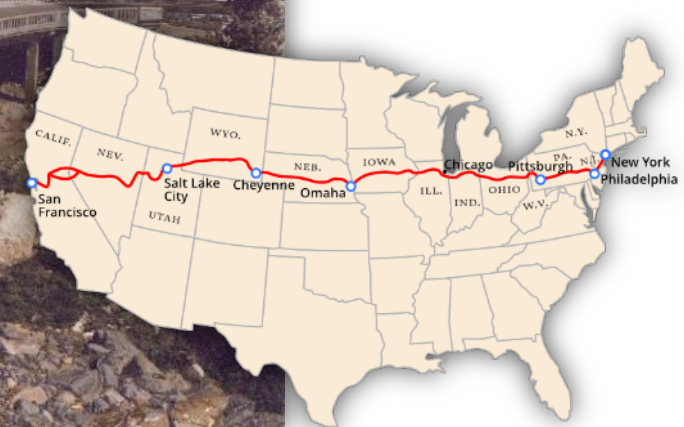 N.Y.
CALIF.
WYO.
NEV.
NEB.
IOWA
Chicago
Pittsburgh
PA.
N.J.
New York
Philadelphia
Salt Lake
City
Cheyenne
Omaha
ILL.
IND.
OHIO
W.V.
San
Francisco
UTAH